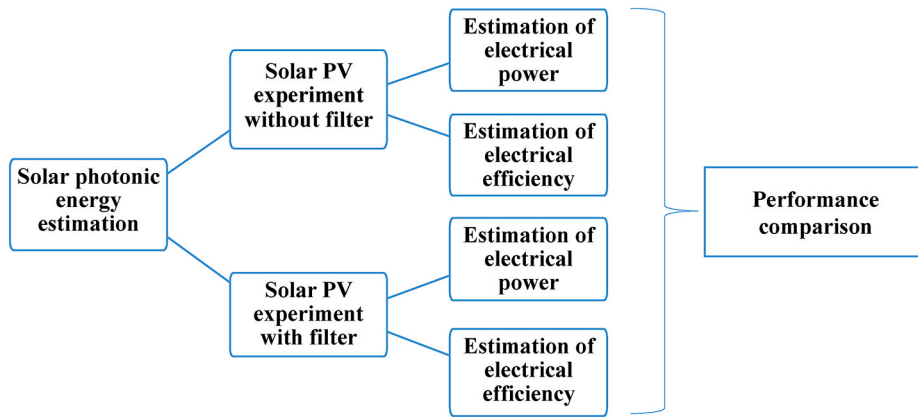 Solar photonic
energy
estimation
Solar PV
experiment
without filter
Estimation of
electrical
power
Estimation of
electrical
efficiency
Solar PV
experiment
with filter
Estimation of
electrical
power
Estimation of
electrical
efficiency
Performance
comparison